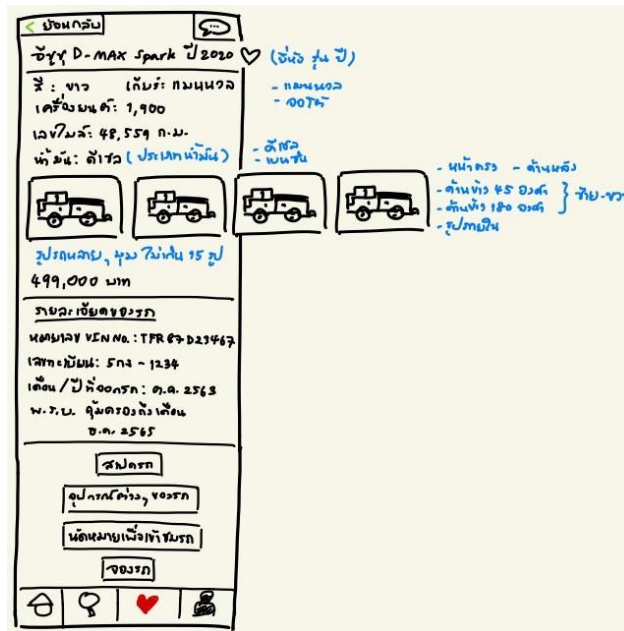 < ย้อนกลับ
อีซูซุ D-MAX Spark ปี 2020 (ยี่ห้อ รุ่น ปี)
สี: ขาว เกียร์: แมนนวล - แมนนวล
- ออโต้
เครื่องยนต์: 1,900
เลขไมล์: 48,559 ก.ม.
น้ำมัน: ดีเซล (ประเภทน้ำมัน) - ดีเซล
- เบนซิน
- หน้าตรง - ด้านหลัง
- ด้านข้าง 45 องศา
- ด้านข้าง 180 องศา } ซ้าย-ขวา
- รูปภายใน
รูปรถหลายๆ มุม ไม่เกิน 15 รูป
499,000 บาท
รายละเอียดของรถ
หมายเลข VIN No.: TFR87D23467
เลขทะเบียน: 5กง - 1234
เดือน/ปีที่ออกรถ: ต.ค. 2563
พ.ร.บ. คุ้มครองถึงเดือน
ธ.ค. 2565
สเปครถ
อุปกรณ์ต่างๆ ของรถ
นัดหมายเพื่อเข้าชมรถ
จองรถ